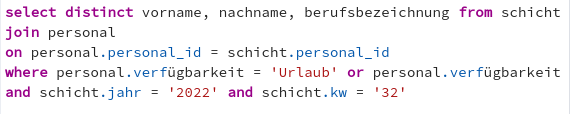 select distinct vorname, nachname, berufsbezeichnung from schicht
join personal
on personal.personal_id = schicht.personal_id
where personal.verfügbarkeit = 'Urlaub' or personal.verfügbarkeit
and schicht.jahr = '2022' and schicht.kw = '32'